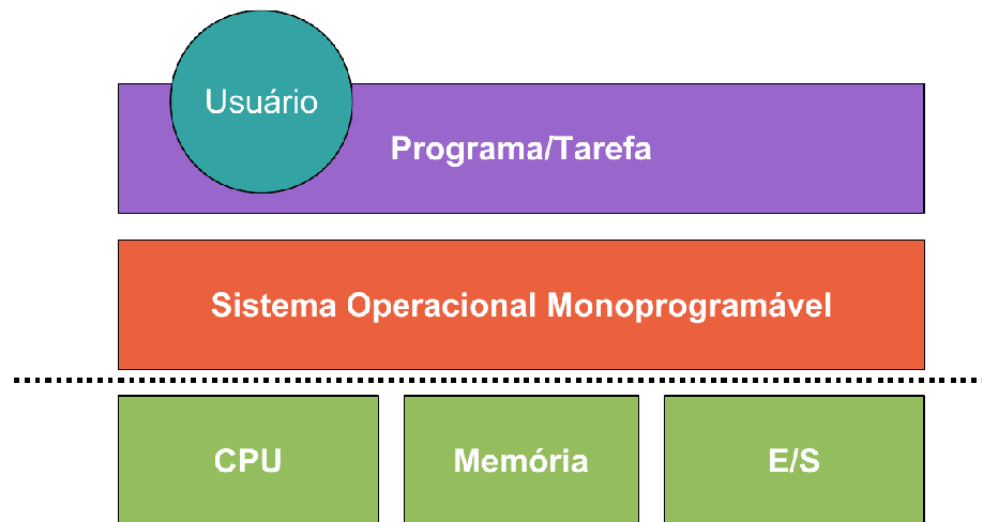 Usuário
Programa/Tarefa
Sistema Operacional Monoprogramável
CPU
Memória
E/S